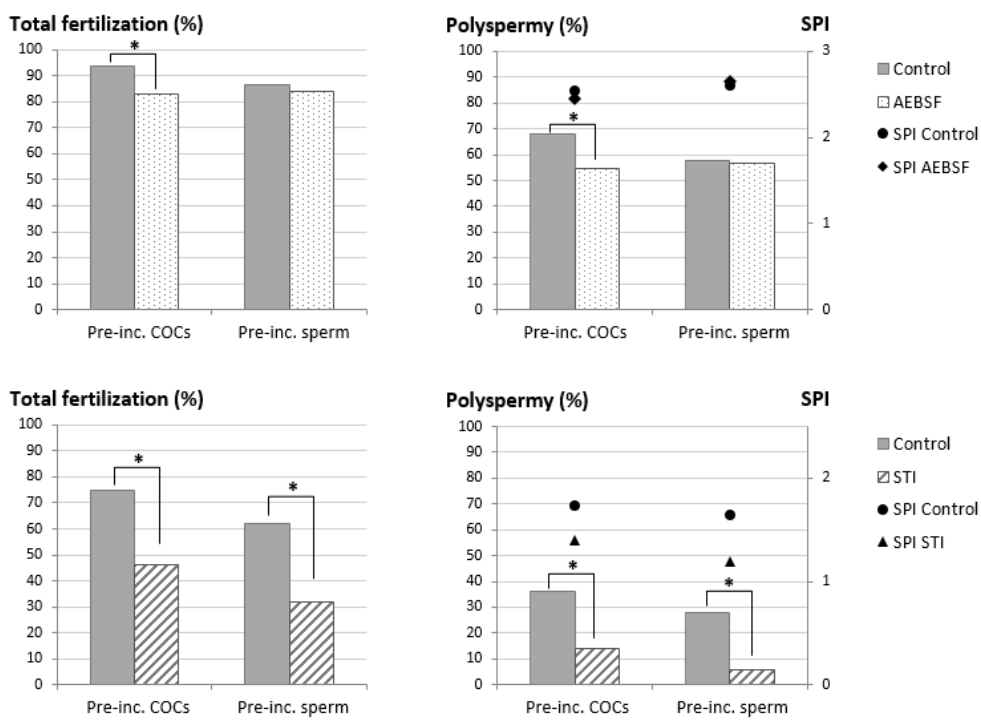 Total fertilization (%)
100
90
80
70
60
50
40
30
20
10
0
*
Pre-inc. COCs
Pre-inc. sperm
Polyspermy (%)
SPI
100
90
80
70
60
50
40
30
20
10
0
*
3
2
1
0
Pre-inc. COCs
Pre-inc. sperm
Control
AEBSF
SPI Control
SPI AEBSF
Total fertilization (%)
100
90
80
70
60
50
40
30
20
10
0
*
*
Pre-inc. COCs
Pre-inc. sperm
Polyspermy (%)
SPI
100
90
80
70
60
50
40
30
20
10
0
*
*
2
1
0
Pre-inc. COCs
Pre-inc. sperm
Control
STI
SPI Control
SPI STI